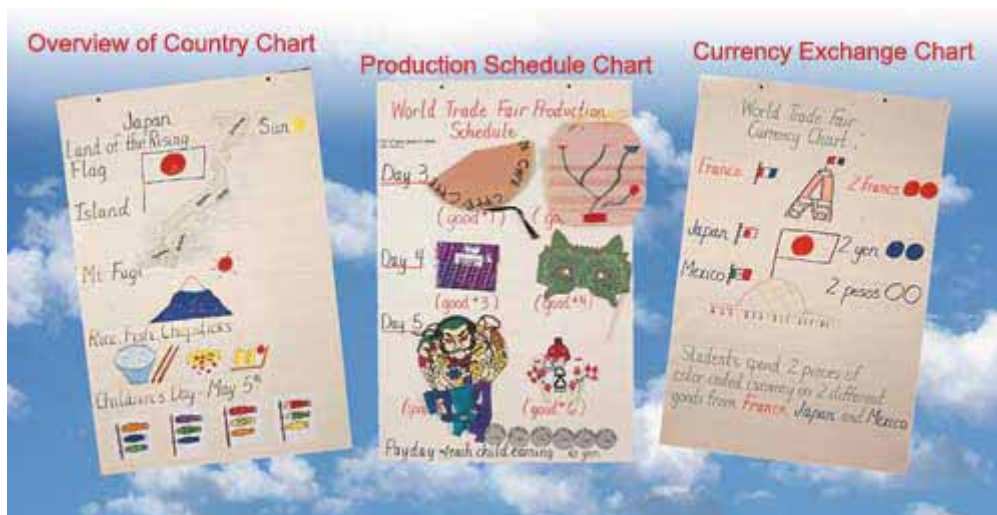 Overview of Country Chart
Japan
Land of the Rising Sun
Flag
Island
Mt Fugi
Rice, Fish, Chopsticks
Children's Day - May 5th
Production Schedule Chart
World Trade Fair Production
Schedule
Day 3
(good #1)
Day 4
(good #3) (good #4)
Day 5
(good #6)
Payday - each child earning yen
Currency Exchange Chart
World Trade Fair
Currency Chart
France 2 francs
Japan 2 yen
Mexico 2 pesos
Students spend 2 pieces of
color coded currency on 2 different
goods from France, Japan and Mexico